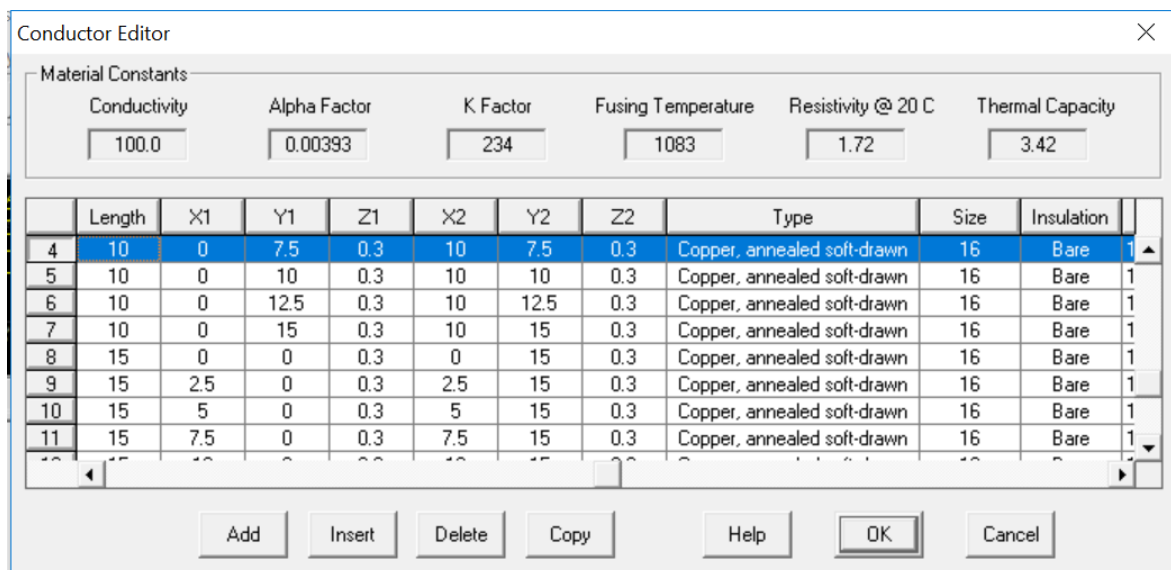 Conductor Editor
Material Constants
Conductivity Alpha Factor K Factor Fusing Temperature Resistivity @ 20 C Thermal Capacity
100.0 0.00393 234 1083 1.72 3.42
Length X1 Y1 Z1 X2 Y2 Z2 Type Size Insulation
4 10 0 7.5 0.3 10 7.5 0.3 Copper, annealed soft-drawn 16 Bare 1
5 10 0 10 0.3 10 10 0.3 Copper, annealed soft-drawn 16 Bare 1
6 10 0 12.5 0.3 10 12.5 0.3 Copper, annealed soft-drawn 16 Bare 1
7 10 0 15 0.3 10 15 0.3 Copper, annealed soft-drawn 16 Bare 1
8 15 0 0 0.3 0 15 0.3 Copper, annealed soft-drawn 16 Bare 1
9 15 2.5 0 0.3 2.5 15 0.3 Copper, annealed soft-drawn 16 Bare 1
10 15 5 0 0.3 5 15 0.3 Copper, annealed soft-drawn 16 Bare 1
11 15 7.5 0 0.3 7.5 15 0.3 Copper, annealed soft-drawn 16 Bare 1
Add Insert Delete Copy Help OK Cancel